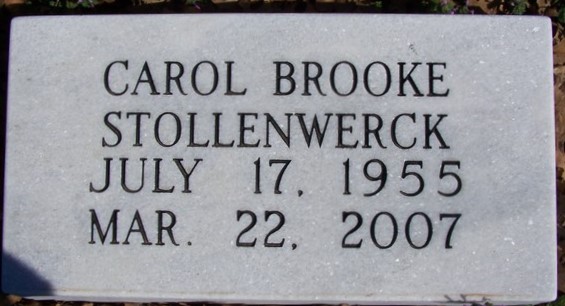 CAROL BROOKE
STOLLENWERCK
JULY 17, 1955
MAR. 22, 2007